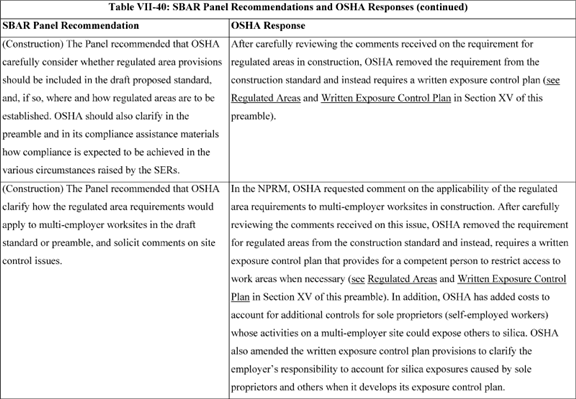 Table VII-40: SBAR Panel Recommendations and OSHA Responses (continued)
SBAR Panel Recommendation
OSHA Response
(Construction) The Panel recommended that OSHA
carefully consider whether regulated area provisions
should be included in the draft proposed standard,
and, if so, where and how regulated areas are to be
established. OSHA should also clarify in the
preamble and in its compliance assistance materials
how compliance is expected to be achieved in the
various circumstances raised by the SERs.
After carefully reviewing the comments received on the requirement for
regulated areas in construction, OSHA removed the requirement from the
construction standard and instead requires a written exposure control plan (see
Regulated Areas and Written Exposure Control Plan in Section XV of this
preamble).
(Construction) The Panel recommended that OSHA
clarify how the regulated area requirements would
apply to multi-employer worksites in the draft
standard or preamble, and solicit comments on site
control issues.
In the NPRM, OSHA requested comment on the applicability of the regulated
area requirements to multi-employer worksites in construction. After carefully
reviewing the comments received on this issue, OSHA removed the requirement
for regulated areas from the construction standard and instead, requires a written
exposure control plan that provides for a competent person to restrict access to
work areas when necessary (see Regulated Areas and Written Exposure Control
Plan in Section XV of this preamble). In addition, OSHA has added costs to
account for additional controls for sole proprietors (self-employed workers)
whose activities on a multi-employer site could expose others to silica. OSHA
also amended the written exposure control plan provisions to clarify the
employer's responsibility to account for silica exposures caused by sole
proprietors and others when it develops its exposure control plan.